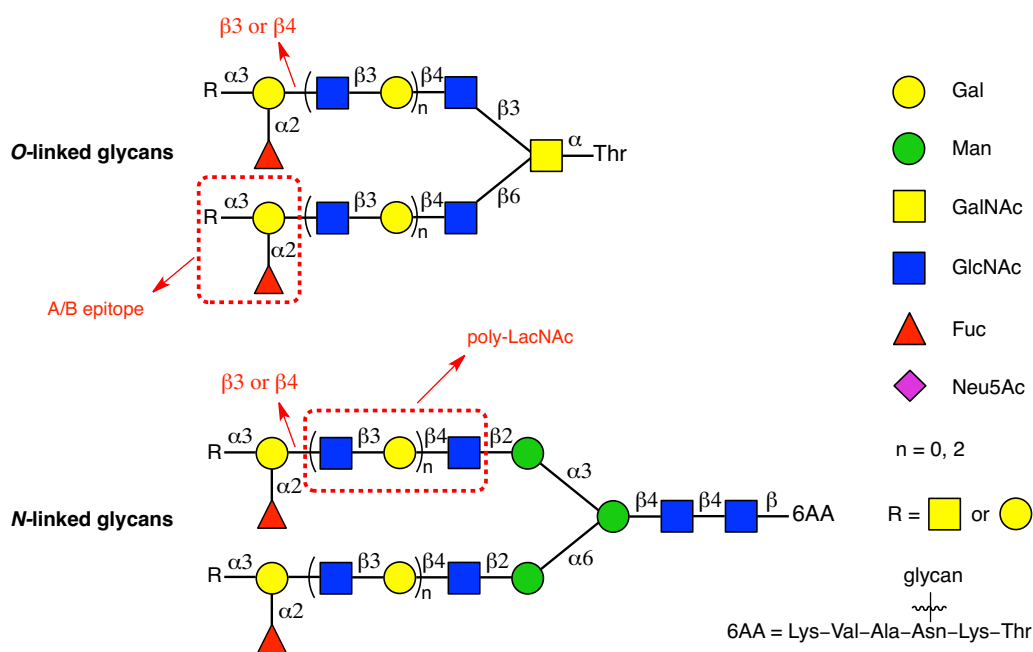 β3 or β4
R α3 ( β3 β4 )n β3
α2
O-linked glycans
α Thr
R α3 ( β3 β4 )n β6
α2
A/B epitope
poly-LacNAc
β3 or β4
R α3 ( β3 β4 )n β2 α3
α2
N-linked glycans
β4 β4 β 6AA
R α3 ( β3 β4 )n β2 α6
α2
Gal
Man
GalNAc
GlcNAc
Fuc
Neu5Ac
n = 0, 2
R = or
glycan
6AA = Lys–Val–Ala–Asn–Lys–Thr